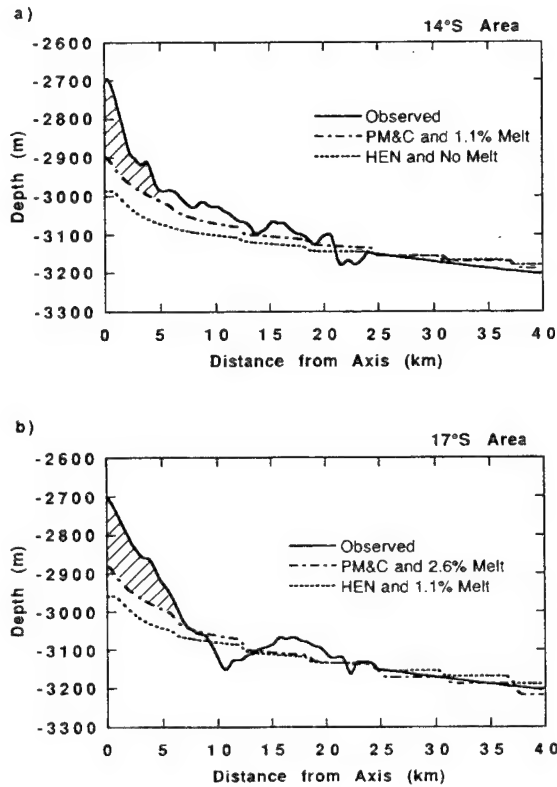 a)
14°S Area
-2600
-2700
-2800
-2900
-3000
-3100
-3200
-3300
Depth (m)
Observed
PM&C and 1.1% Melt
HEN and No Melt
0 5 10 15 20 25 30 35 40
Distance from Axis (km)
b)
17°S Area
-2600
-2700
-2800
-2900
-3000
-3100
-3200
-3300
Depth (m)
Observed
PM&C and 2.6% Melt
HEN and 1.1% Melt
0 5 10 15 20 25 30 35 40
Distance from Axis (km)